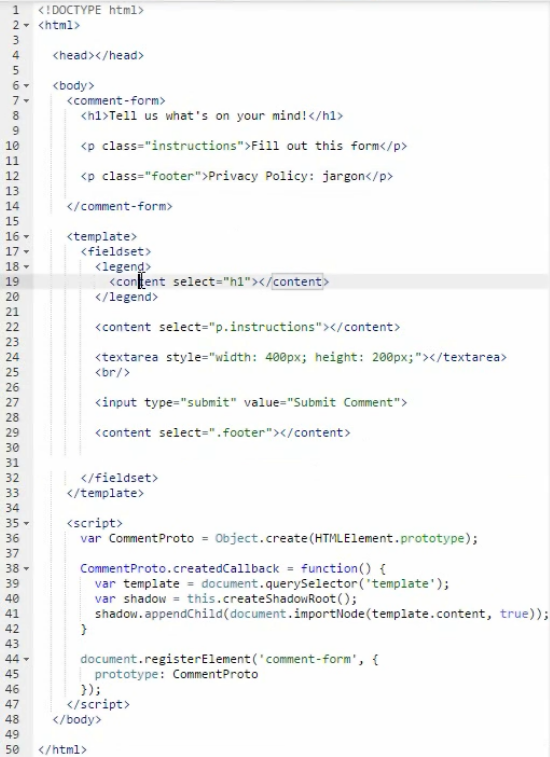 1 <!DOCTYPE html>
2 <html>
3
4 <head></head>
5
6 <body>
7 <comment-form>
8 <h1>Tell us what's on your mind!</h1>
9
10 <p class="instructions">Fill out this form</p>
11
12 <p class="footer">Privacy Policy: jargon</p>
13
14 </comment-form>
15
16 <template>
17 <fieldset>
18 <legend>
19 <content select="h1"></content>
20 </legend>
21
22 <content select="p.instructions"></content>
23
24 <textarea style="width: 400px; height: 200px;"></textarea>
25 <br/>
26
27 <input type="submit" value="Submit Comment">
28
29 <content select=".footer"></content>
30
31
32 </fieldset>
33 </template>
34
35 <script>
36 var CommentProto = Object.create(HTMLElement.prototype);
37
38 CommentProto.createdCallback = function() {
39 var template = document.querySelector('template');
40 var shadow = this.createShadowRoot();
41 shadow.appendChild(document.importNode(template.content, true));
42 }
43
44 document.registerElement('comment-form', {
45 prototype: CommentProto
46 });
47 </script>
48 </body>
49
50 </html>